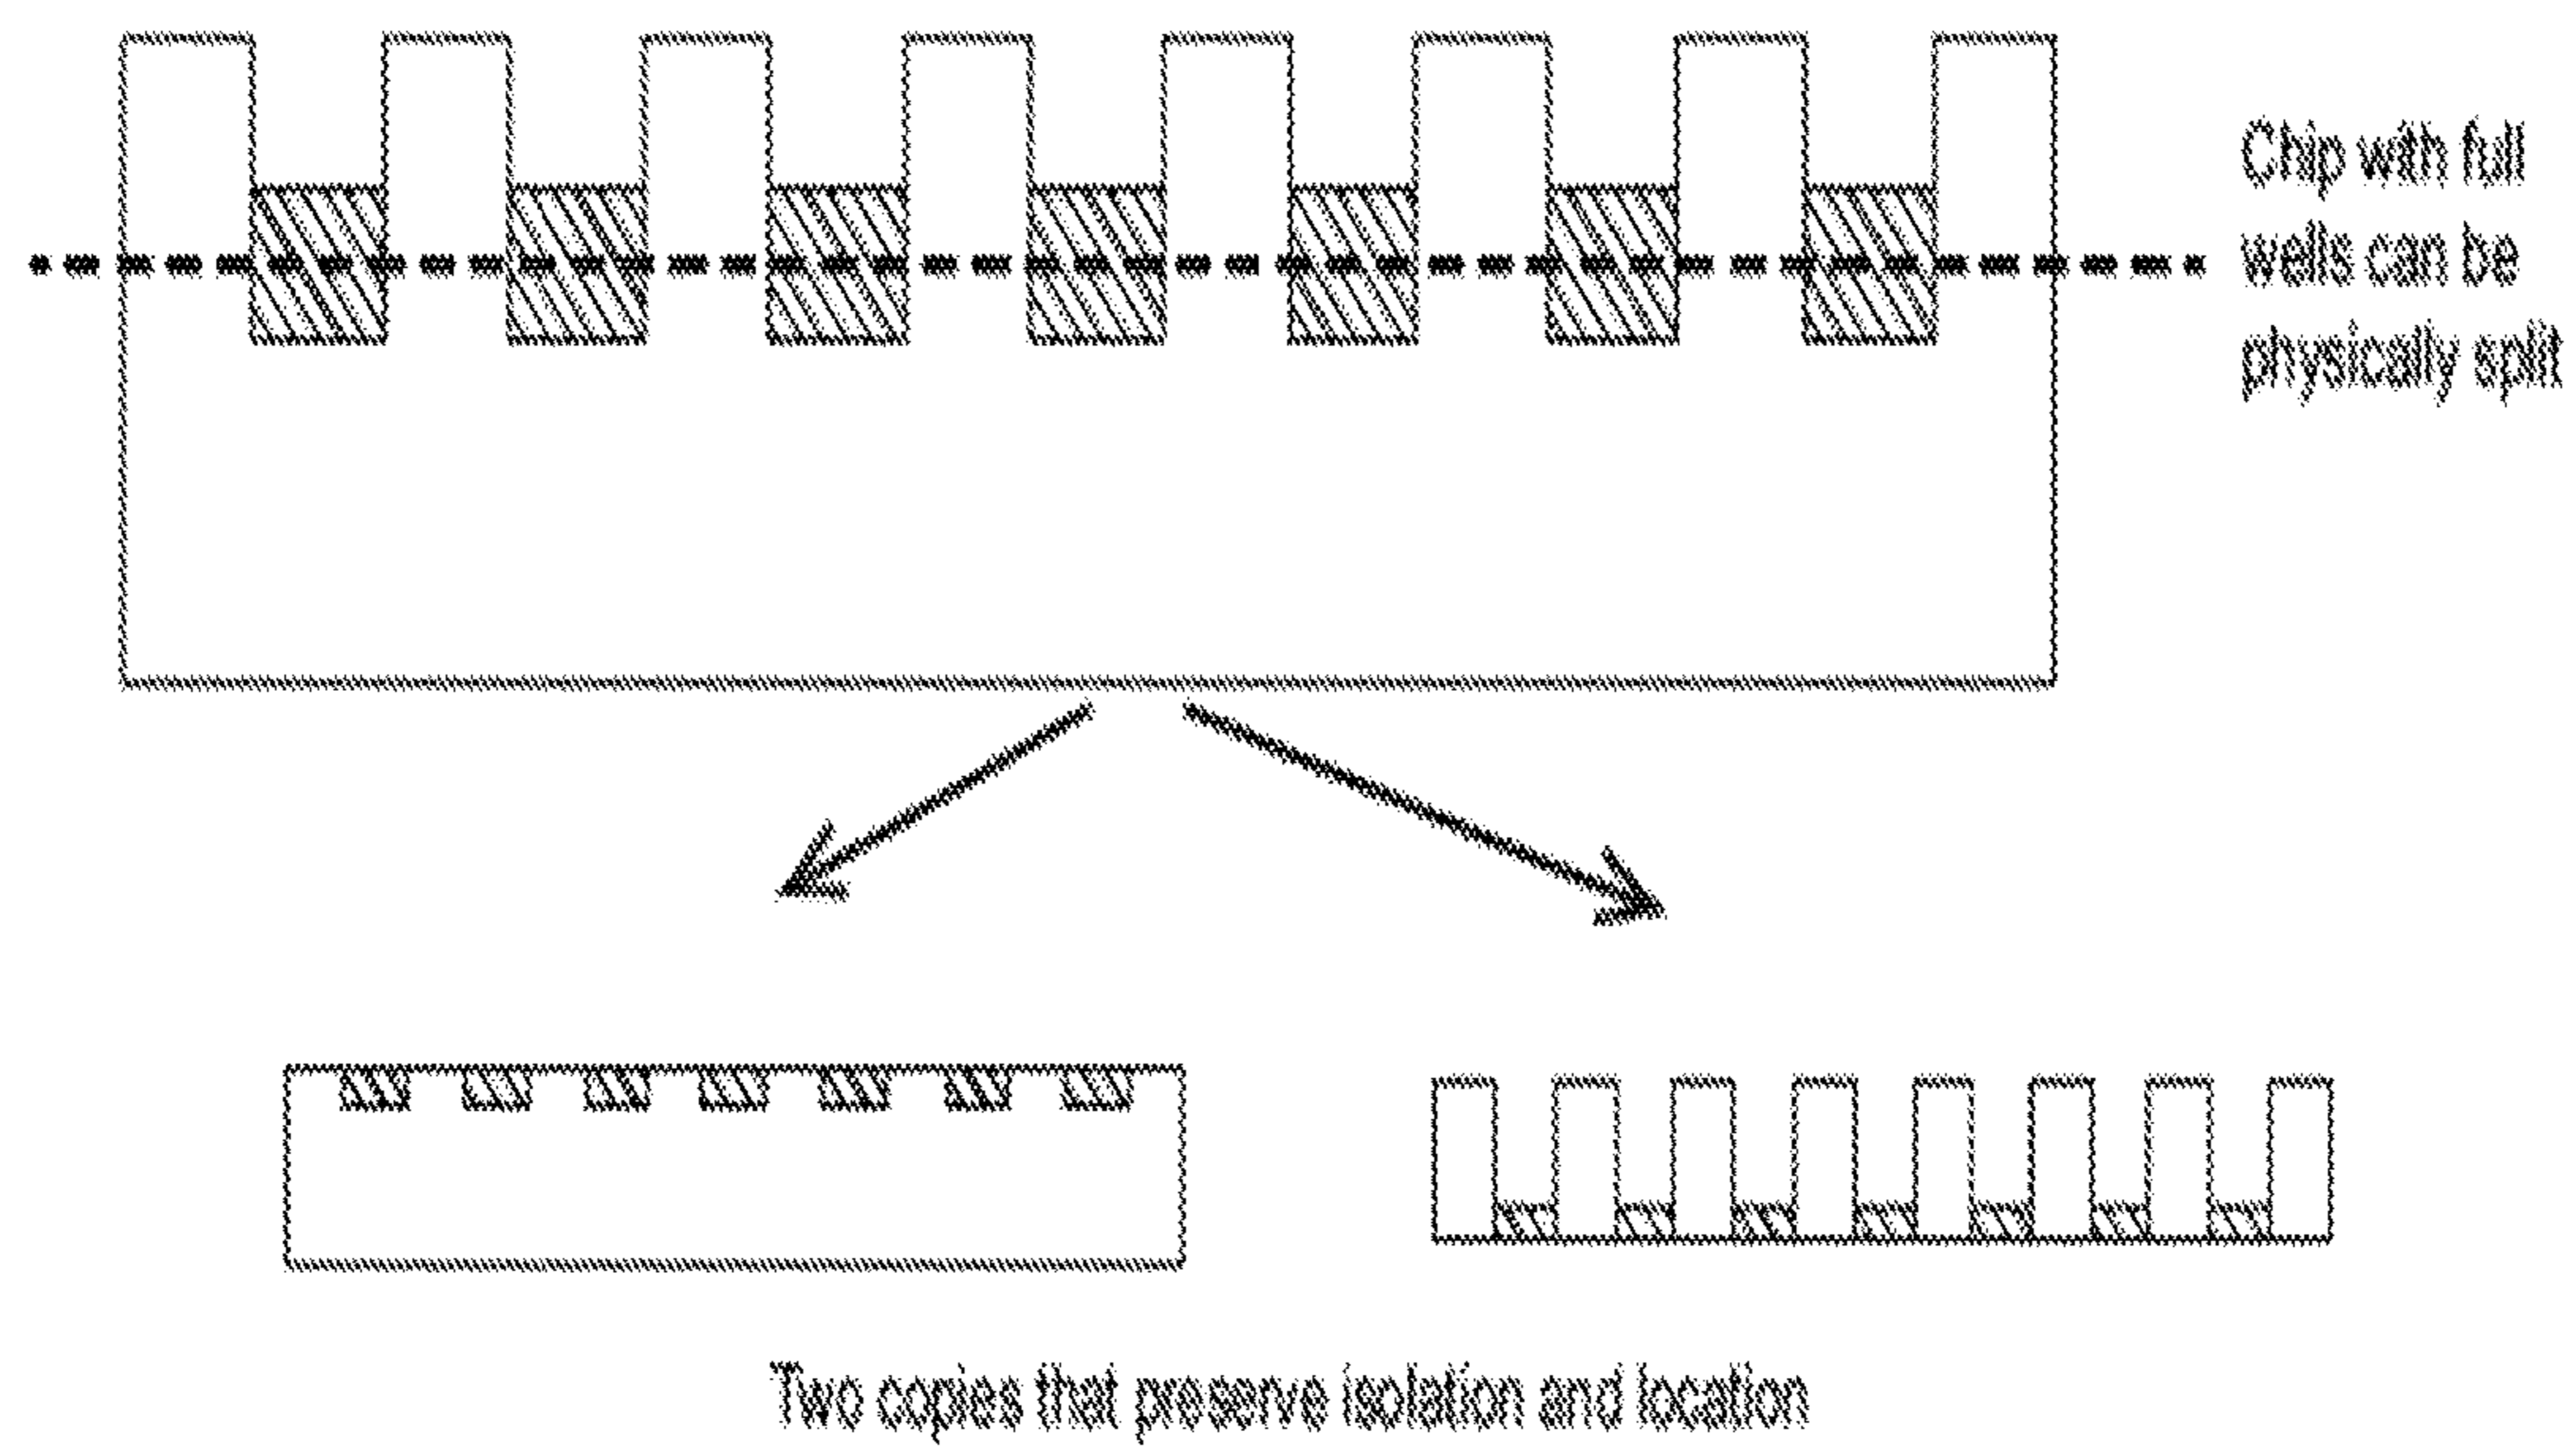 Chip with full
wells can be
physically split
Two copies that preserve isolation and location